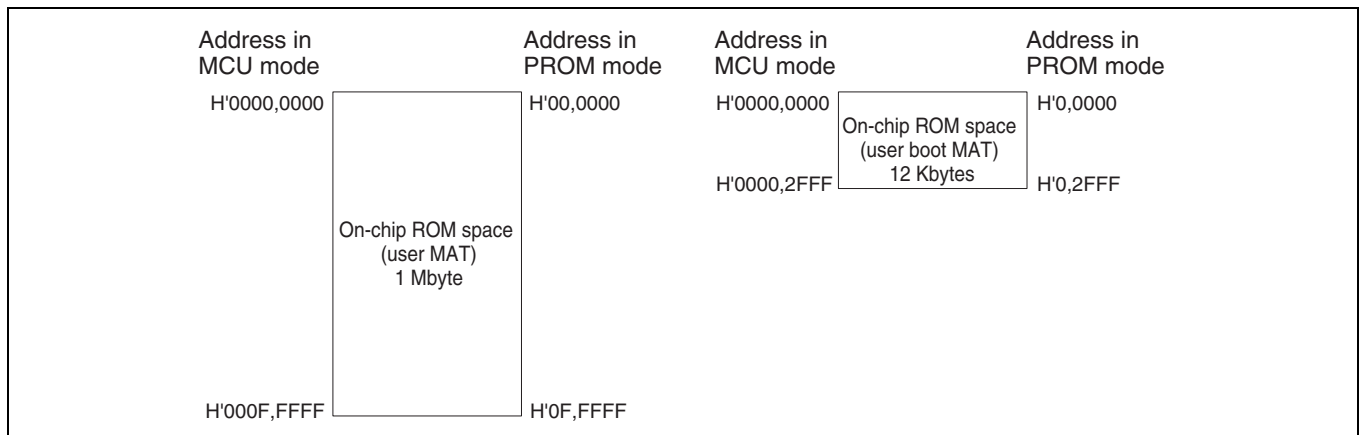 Address in
MCU mode
Address in
PROM mode
Address in
MCU mode
Address in
PROM mode
H'0000,0000
H'00,0000
H'0000,0000
H'0,0000
On-chip ROM space
(user boot MAT)
12 Kbytes
H'0000,2FFF
H'0,2FFF
On-chip ROM space
(user MAT)
1 Mbyte
H'000F,FFFF
H'0F,FFFF